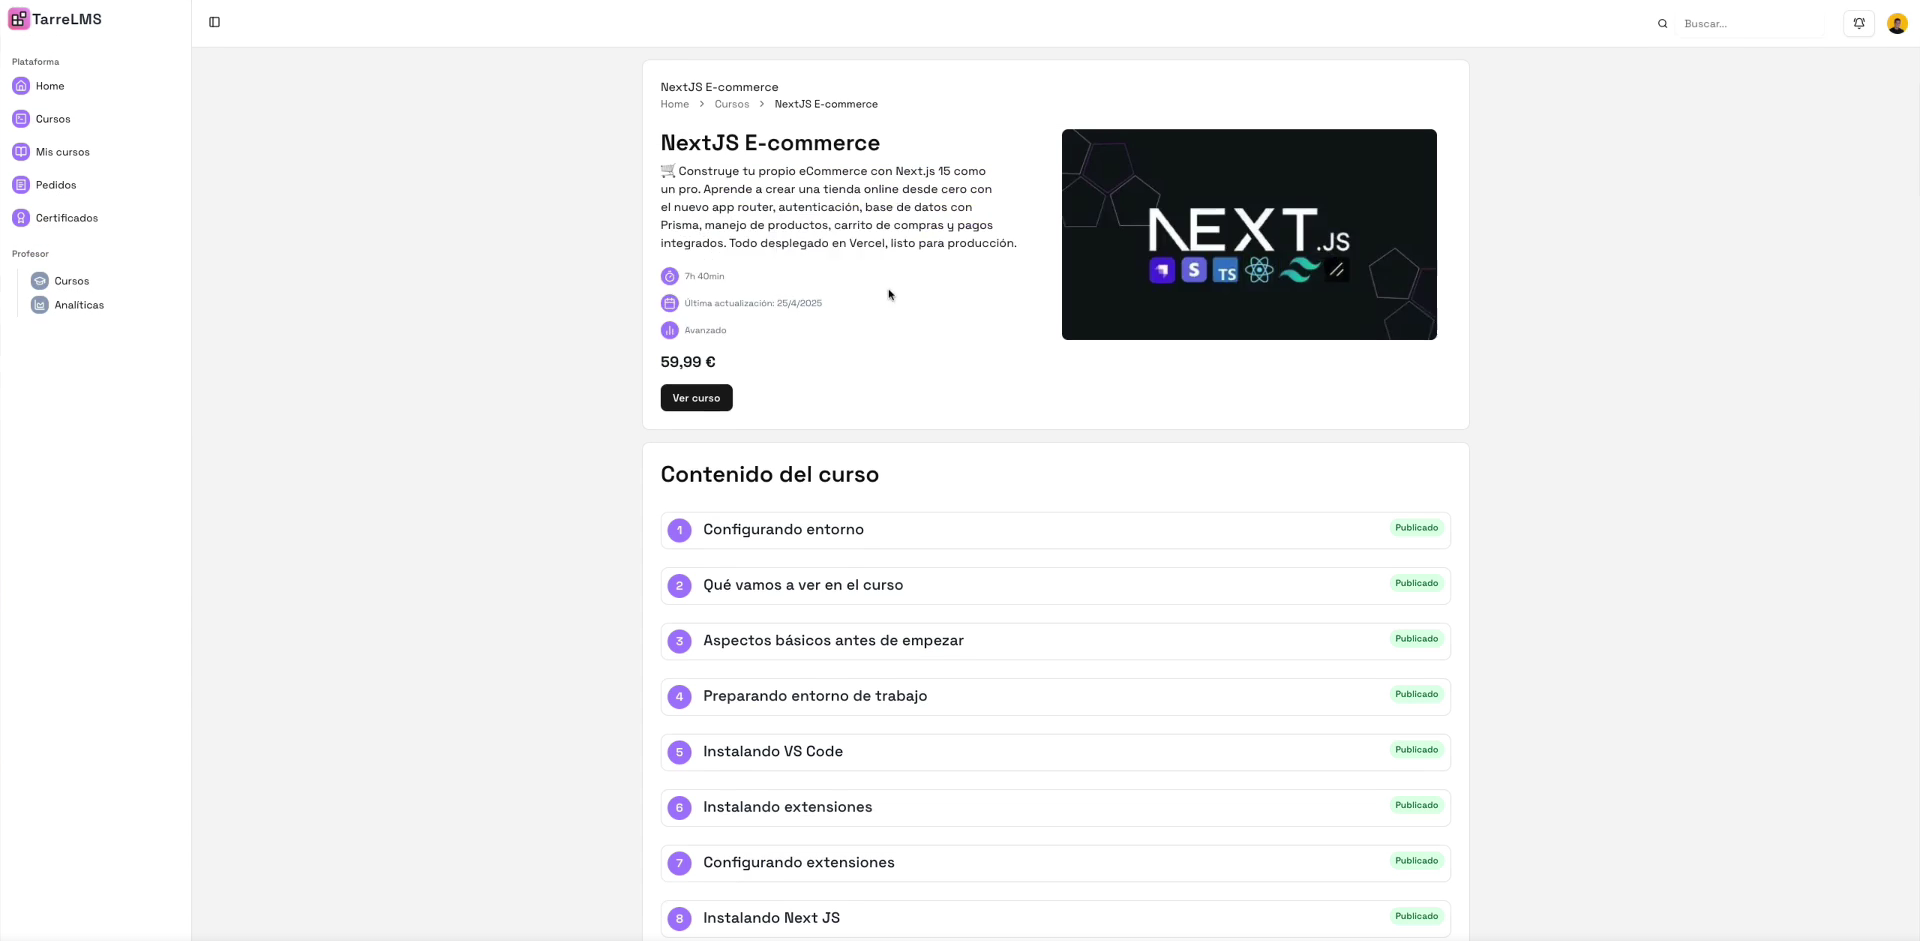 TarreLMS
Buscar...
Plataforma
Home
Cursos
Mis cursos
Pedidos
Certificados
Profesor
Cursos
Analíticas
NextJS E-commerce
Home > Cursos > NextJS E-commerce
NextJS E-commerce
🛒 Construye tu propio eCommerce con Next.js 15 como
un pro. Aprende a crear una tienda online desde cero con
el nuevo app router, autenticación, base de datos con
Prisma, manejo de productos, carrito de compras y pagos
integrados. Todo desplegado en Vercel, listo para producción.
7h 40min
Última actualización: 25/4/2025
Avanzado
59,99 €
Ver curso
NEXT.JS
S TS
Contenido del curso
1 Configurando entorno Publicado
2 Qué vamos a ver en el curso Publicado
3 Aspectos básicos antes de empezar Publicado
4 Preparando entorno de trabajo Publicado
5 Instalando VS Code Publicado
6 Instalando extensiones Publicado
7 Configurando extensiones Publicado
8 Instalando Next JS Publicado